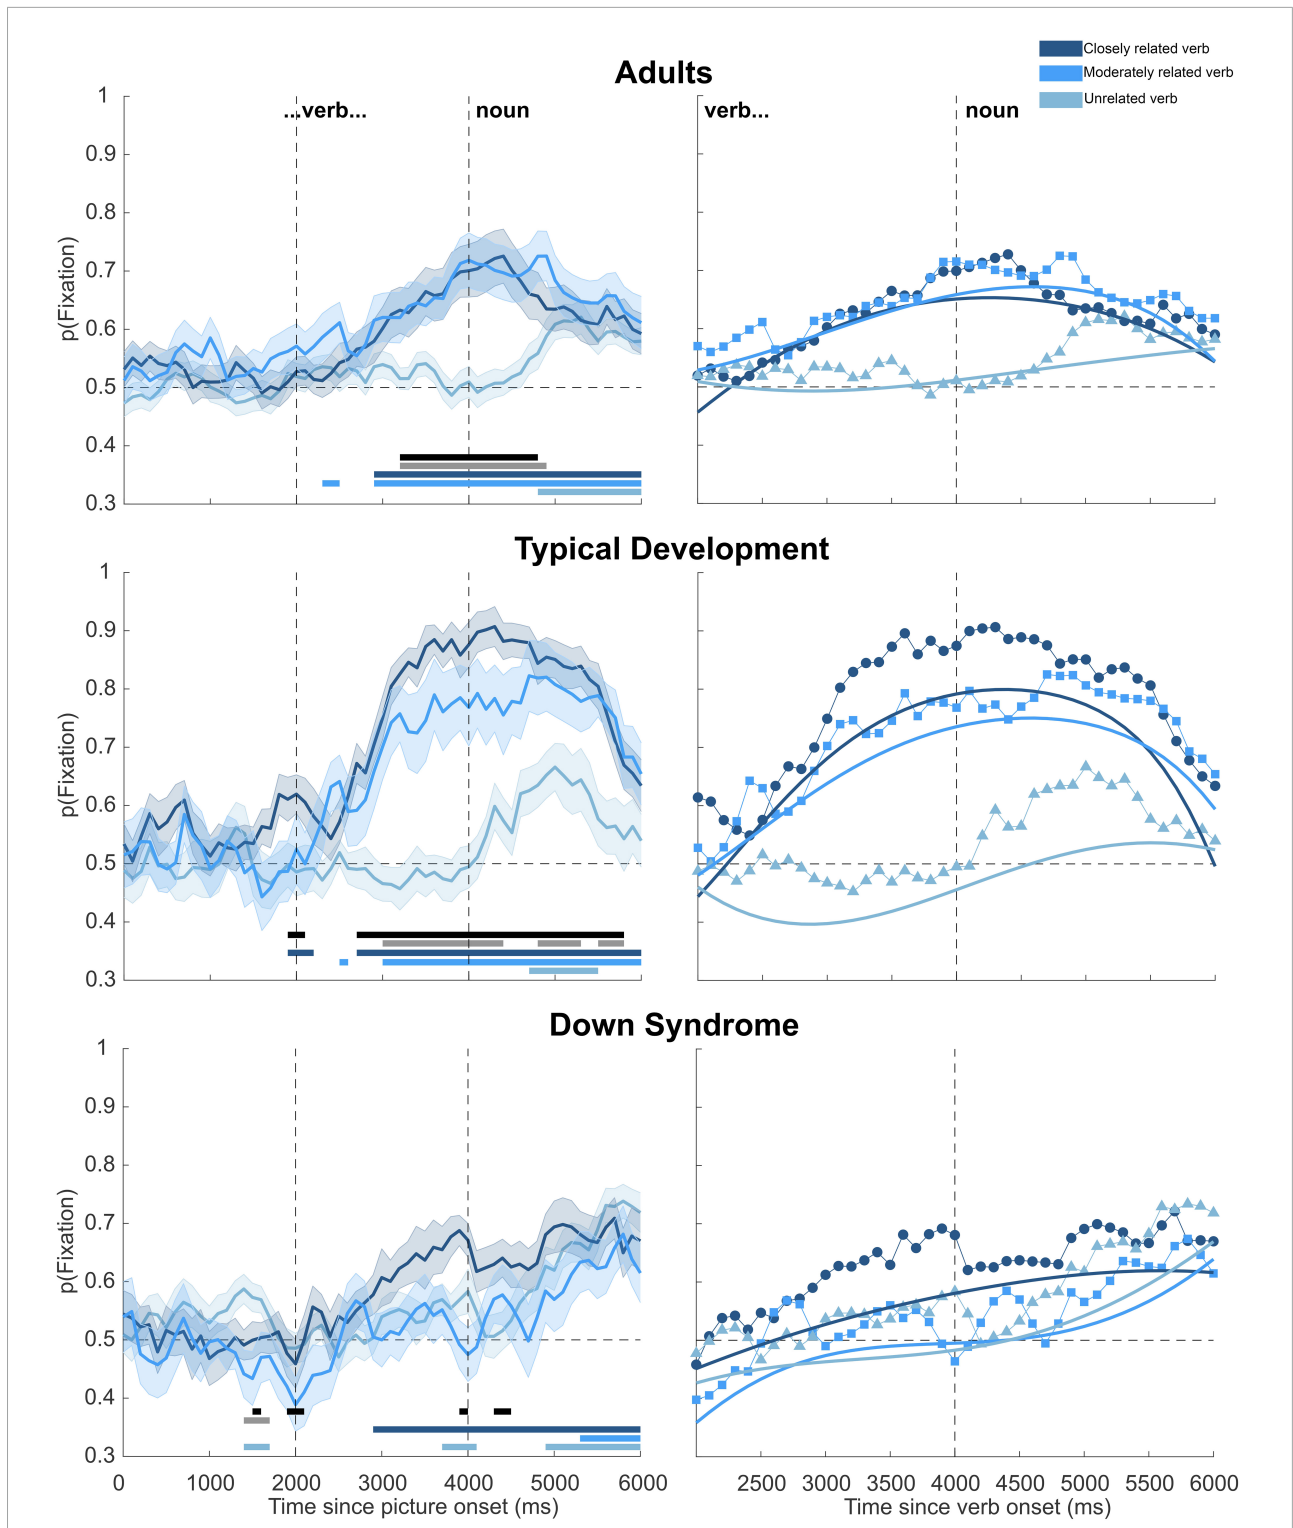 Closely related verb
Moderately related verb
Unrelated verb
Adults
...verb...
noun
verb...
noun
1
0.9
0.8
0.7
0.6
0.5
0.4
0.3
p(Fixation)
Typical Development
1
0.9
0.8
0.7
0.6
0.5
0.4
0.3
p(Fixation)
Down Syndrome
1
0.9
0.8
0.7
0.6
0.5
0.4
0.3
p(Fixation)
0 1000 2000 3000 4000 5000 6000
Time since picture onset (ms)
2500 3000 3500 4000 4500 5000 5500 6000
Time since verb onset (ms)